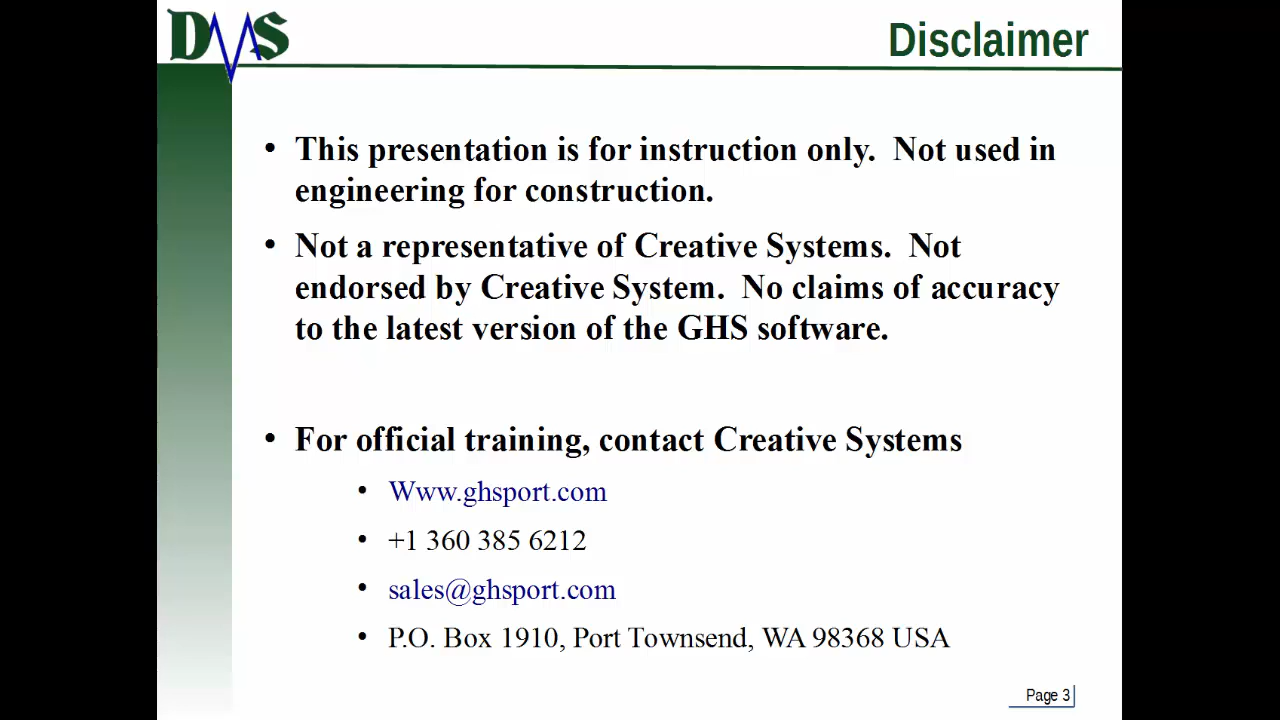 DMS
Disclaimer
• This presentation is for instruction only.  Not used in
engineering for construction.
• Not a representative of Creative Systems.  Not
endorsed by Creative System.  No claims of accuracy
to the latest version of the GHS software.
• For official training, contact Creative Systems
• Www.ghsport.com
• +1 360 385 6212
• sales@ghsport.com
• P.O. Box 1910, Port Townsend, WA 98368 USA
Page 3